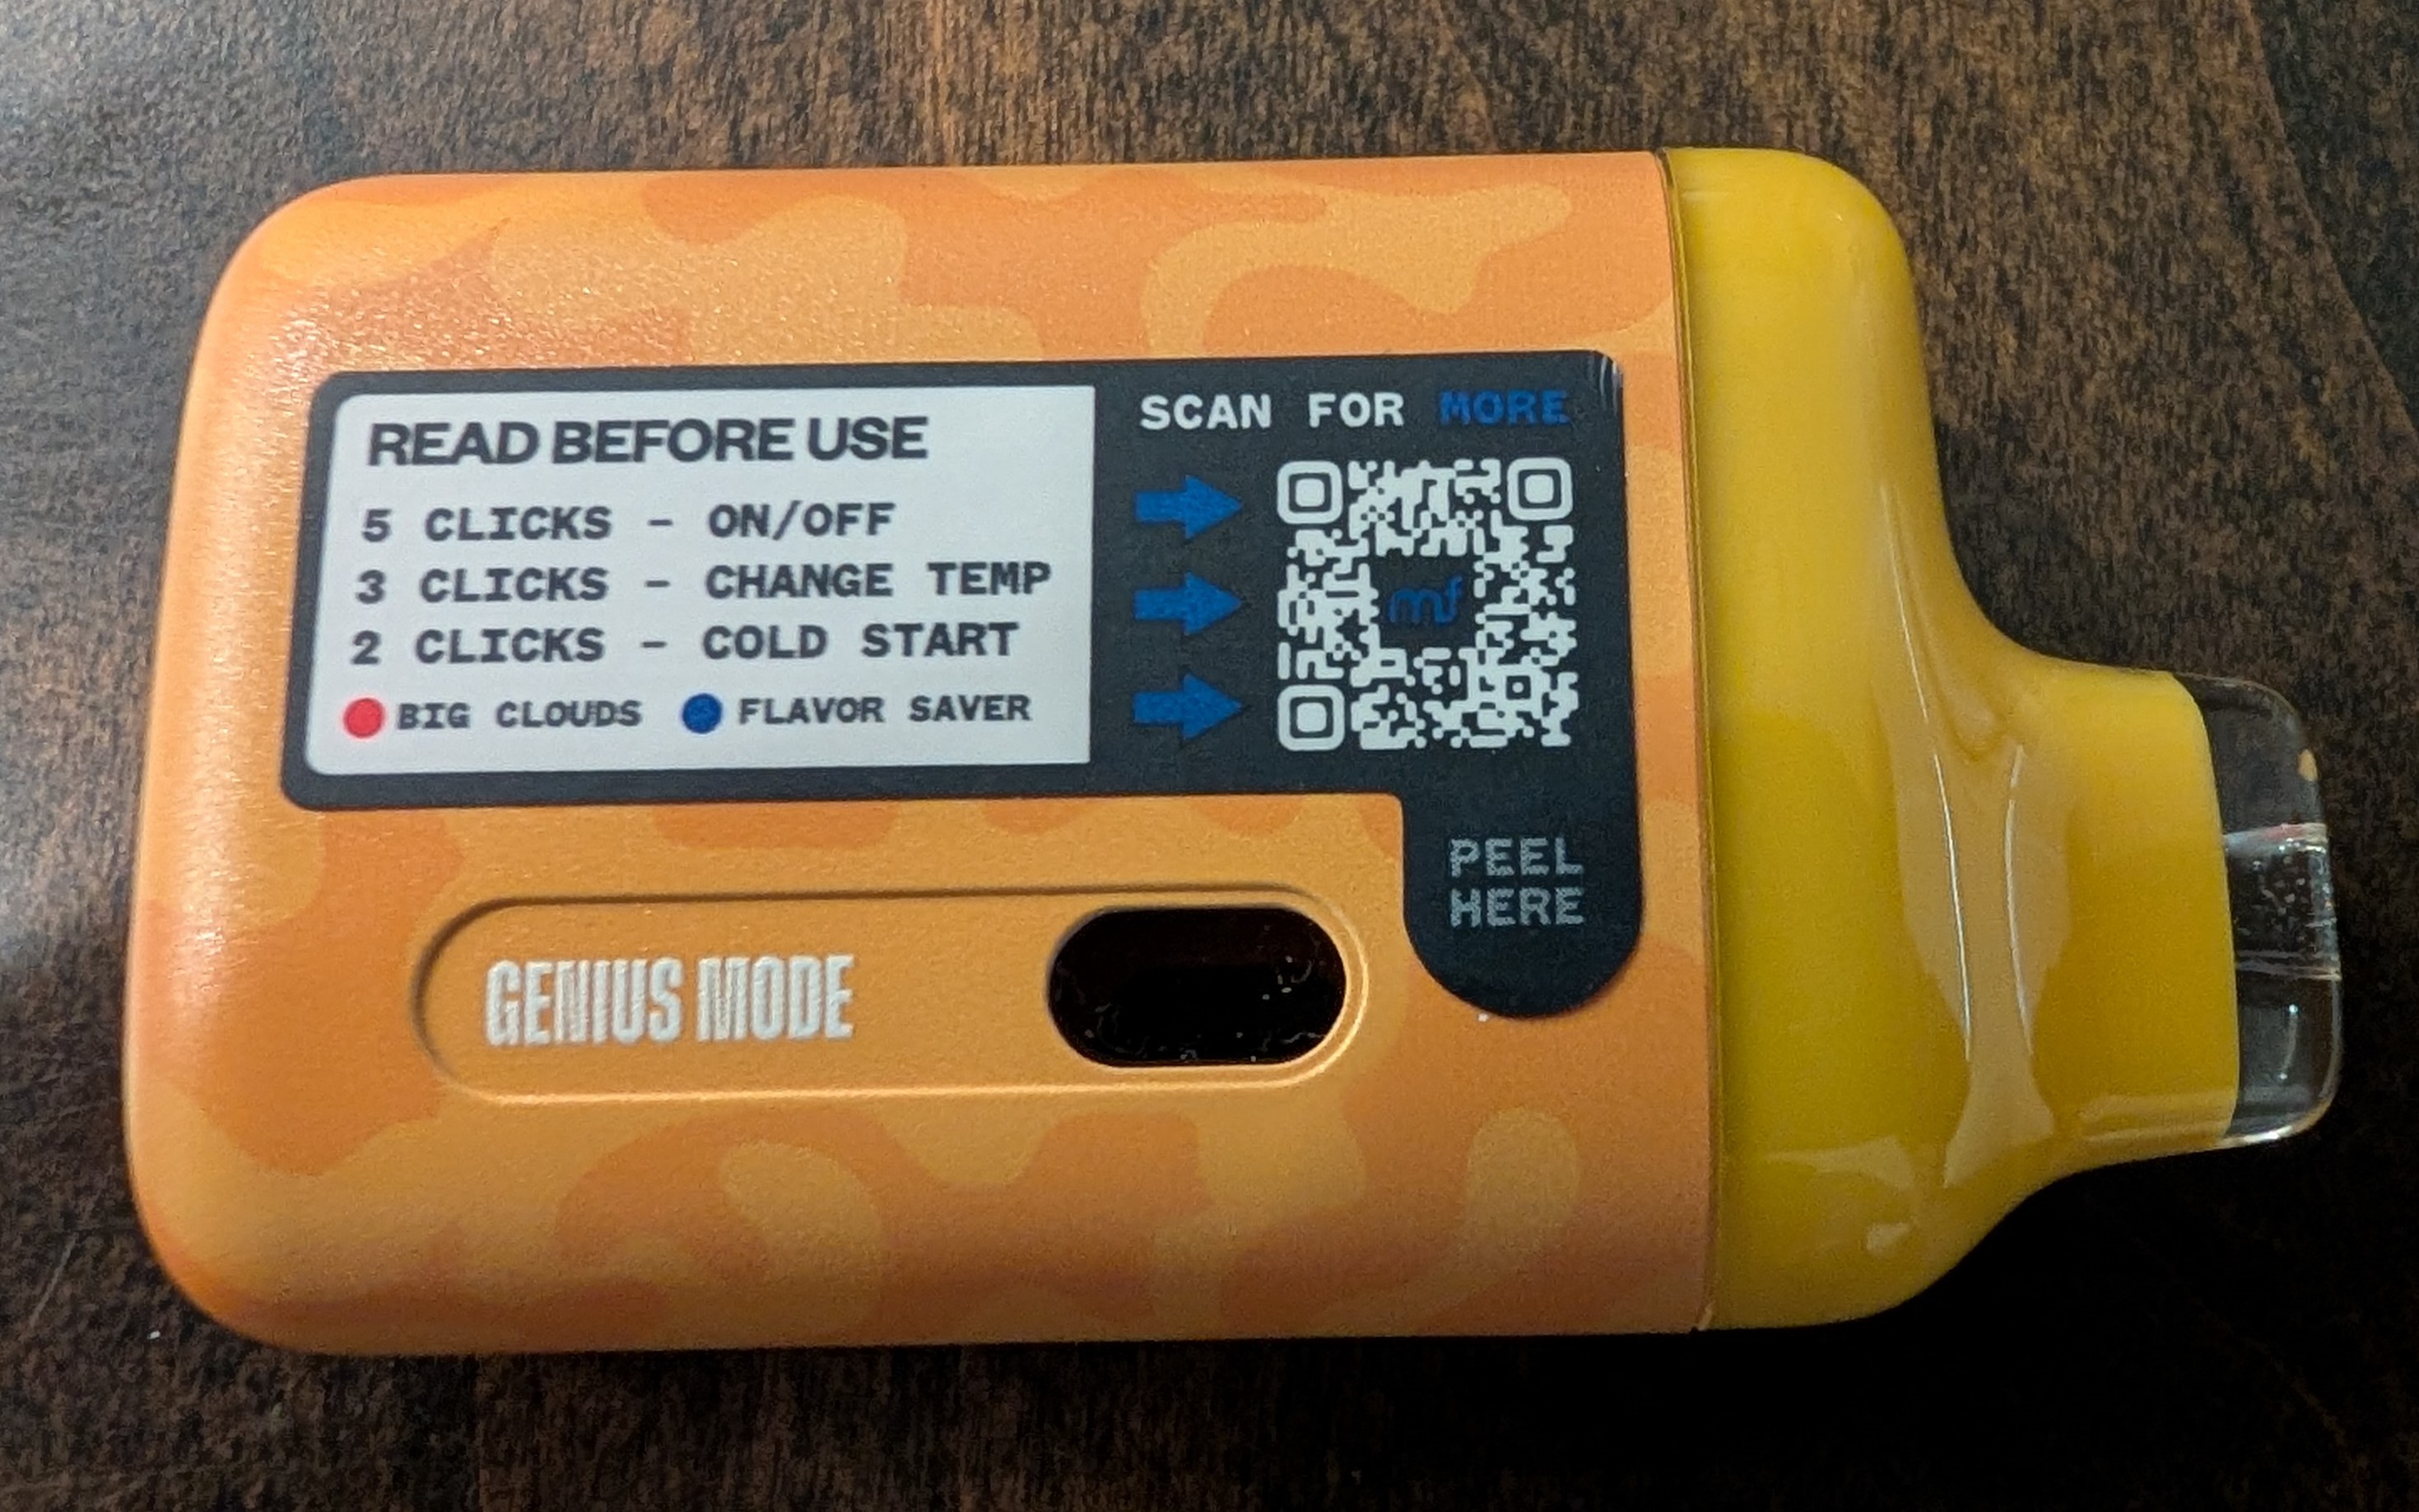 READ BEFORE USE
5 CLICKS - ON/OFF
3 CLICKS - CHANGE TEMP
2 CLICKS - COLD START
BIG CLOUDS FLAVOR SAVER
SCAN FOR MORE
mf
PEEL
HERE
GENIUS MODE